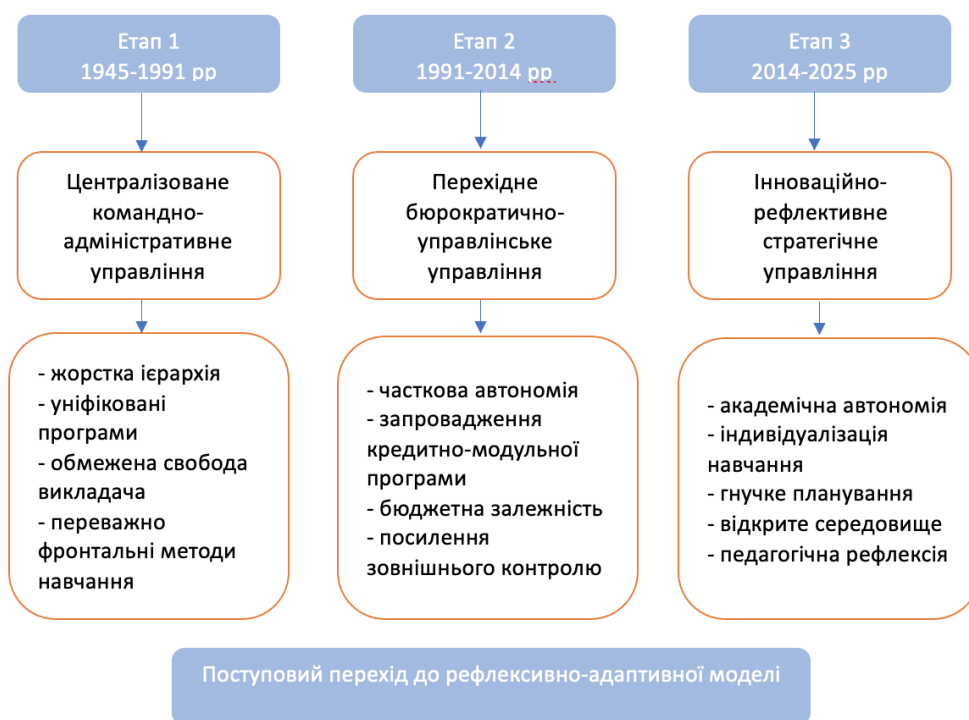 Етап 1
1945-1991 рр
Етап 2
1991-2014 рр
Етап 3
2014-2025 рр
Централізоване
командно-
адміністративне
управління
Перехідне
бюрократично-
управлінське
управління
Інноваційно-
рефлективне
стратегічне
управління
- жорстка ієрархія
- уніфіковані
програми
- обмежена свобода
викладача
- переважно
фронтальні методи
навчання
- часткова автономія
- запровадження
кредитно-модульної
програми
- бюджетна залежність
- посилення
зовнішнього контролю
- академічна автономія
- індивідуалізація
навчання
- гнучке планування
- відкрите середовище
- педагогічна рефлексія
Поступовий перехід до рефлексивно-адаптивної моделі